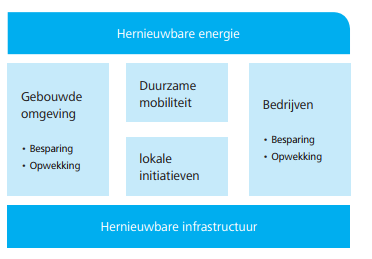 Hernieuwbare energie
Gebouwde
omgeving
• Besparing
• Opwekking
Duurzame
mobiliteit
lokale
initiatieven
Bedrijven
• Besparing
• Opwekking
Hernieuwbare infrastructuur